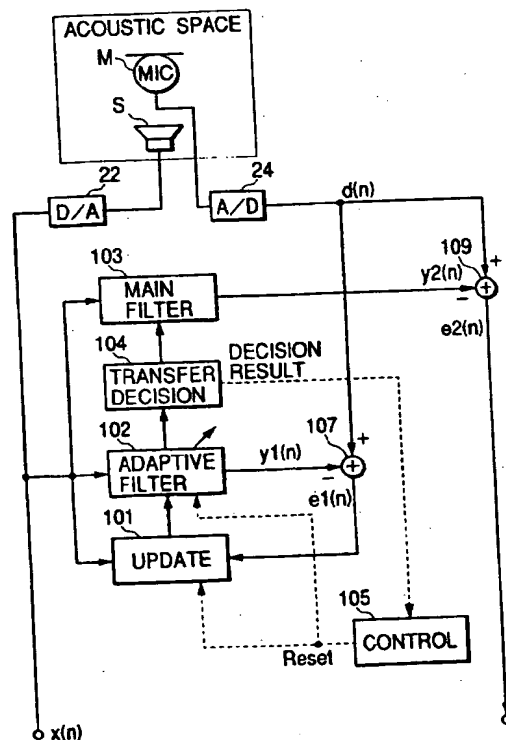 ACOUSTIC SPACE
M
MIC
S
22
D/A
24
A/D
d(n)
103
MAIN
FILTER
y2(n)
+
109
+
−
e2(n)
104
TRANSFER
DECISION
DECISION
RESULT
102
ADAPTIVE
FILTER
y1(n)
107
+
+
−
e1(n)
101
UPDATE
105
CONTROL
Reset
x(n)